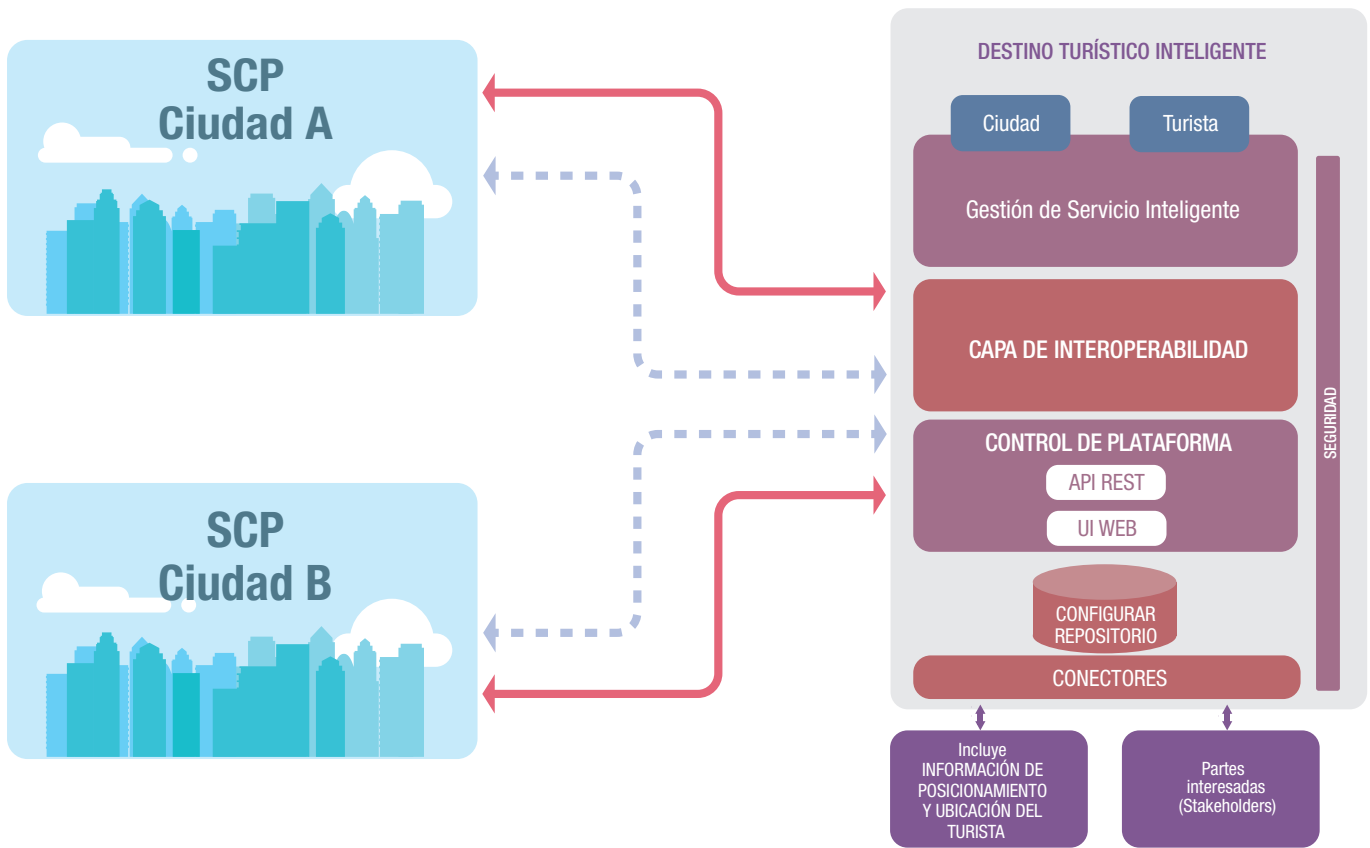 SCP
Ciudad A
SCP
Ciudad B
DESTINO TURÍSTICO INTELIGENTE
Ciudad
Turista
Gestión de Servicio Inteligente
CAPA DE INTEROPERABILIDAD
CONTROL DE PLATAFORMA
API REST
UI WEB
CONFIGURAR
REPOSITORIO
CONECTORES
SEGURIDAD
Incluye
INFORMACIÓN DE
POSICIONAMIENTO
Y UBICACIÓN DEL
TURISTA
Partes
interesadas
(Stakeholders)